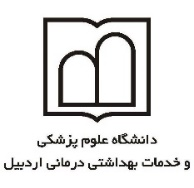 دانشگاه علوم پزشکی
و خدمات بهداشتی درمانی اردبیل